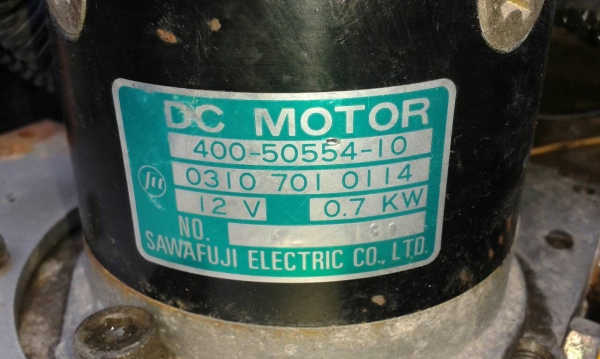 DC MOTOR
400-50554-10
0310 701 0114
12 V 0.7 KW
NO.
SAWAFUJI ELECTRIC CO., LTD.